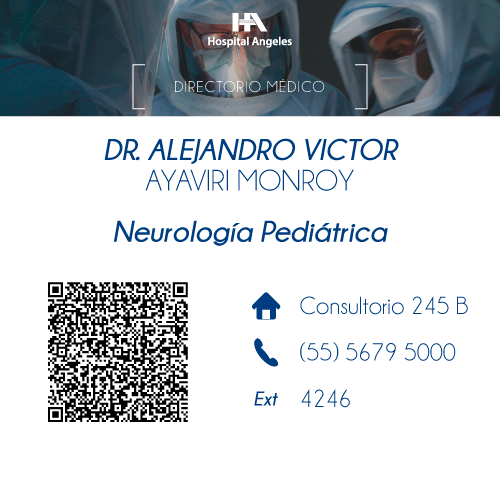 HA
Hospital Angeles
DIRECTORIO MÉDICO
DR. ALEJANDRO VICTOR
AYAVIRI MONROY
Neurología Pediátrica
Consultorio 245 B
(55) 5679 5000
Ext 4246